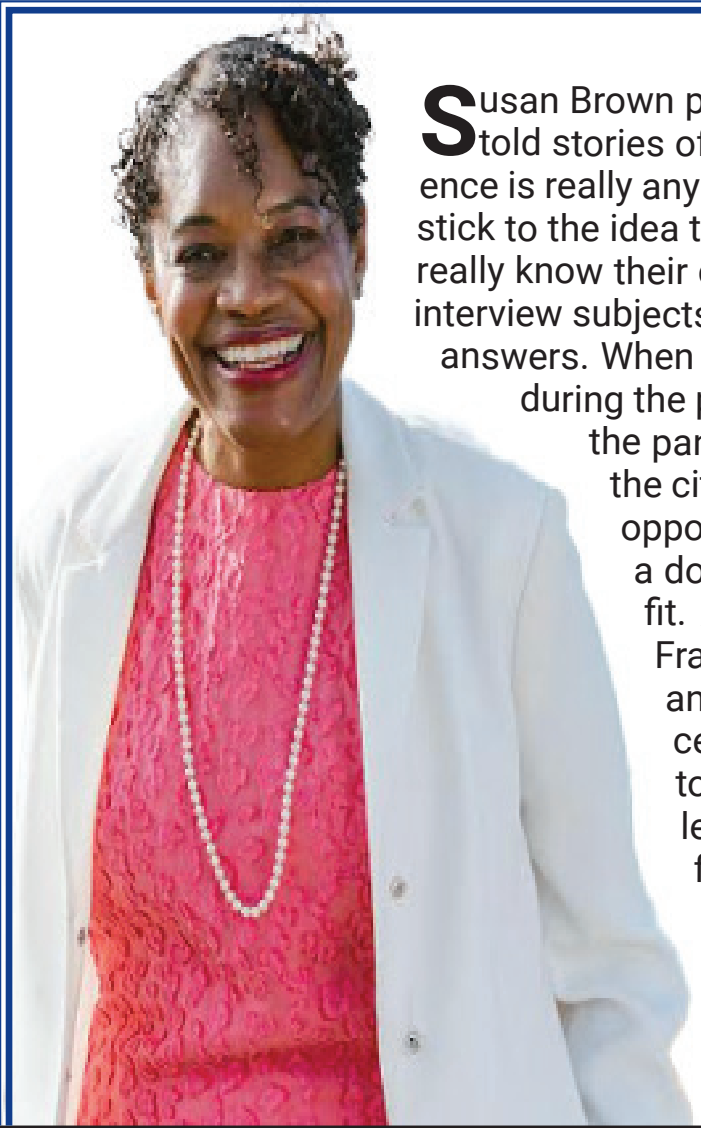 Susan Brown p
told stories of
ence is really any
stick to the idea t
really know their
interview subjects
answers. When
during the p
the par
the ci
oppo
a do
fit.
Fra
an
ce
to
le
f